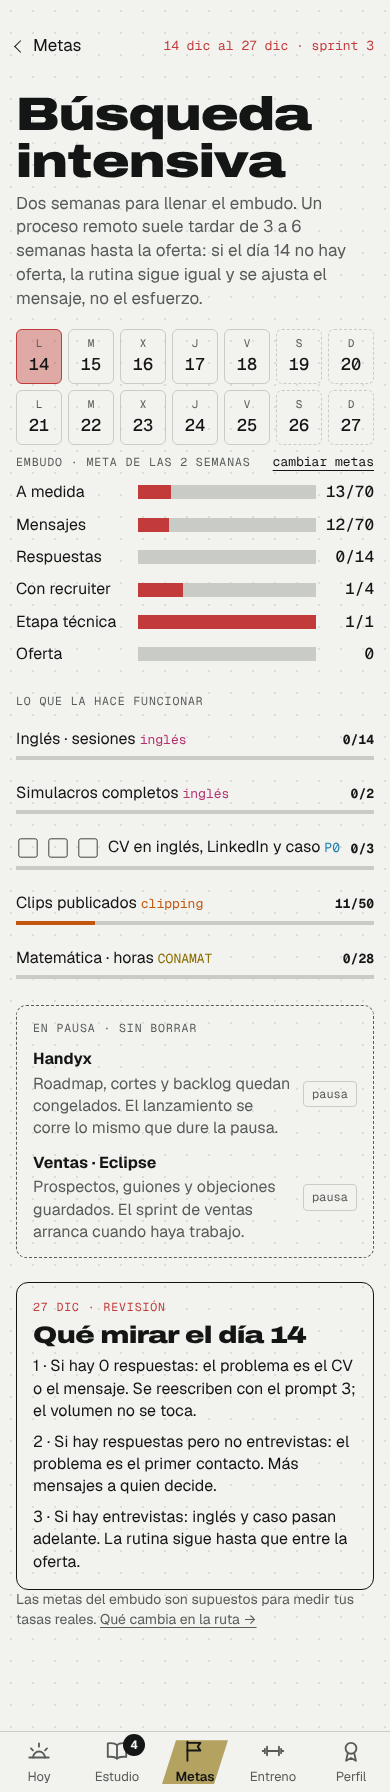 Metas
14 dic al 27 dic · sprint 3
Búsqueda
intensiva
Dos semanas para llenar el embudo. Un
proceso remoto suele tardar de 3 a 6
semanas hasta la oferta: si el día 14 no hay
oferta, la rutina sigue igual y se ajusta el
mensaje, no el esfuerzo.
L M X J V S D
14 15 16 17 18 19 20
L M X J V S D
21 22 23 24 25 26 27
EMBUDO · META DE LAS 2 SEMANAS cambiar metas
A medida 13/70
Mensajes 12/70
Respuestas 0/14
Con recruiter 1/4
Etapa técnica 1/1
Oferta 0
LO QUE LA HACE FUNCIONAR
Inglés · sesiones inglés 0/14
Simulacros completos inglés 0/2
CV en inglés, LinkedIn y caso P0 0/3
Clips publicados clipping 11/50
Matemática · horas CONAMAT 0/28
EN PAUSA · SIN BORRAR
Handyx
Roadmap, cortes y backlog quedan
congelados. El lanzamiento se
corre lo mismo que dure la pausa.
pausa
Ventas · Eclipse
Prospectos, guiones y objeciones
guardados. El sprint de ventas
arranca cuando haya trabajo.
pausa
27 DIC · REVISIÓN
Qué mirar el día 14
1 · Si hay 0 respuestas: el problema es el CV
o el mensaje. Se reescriben con el prompt 3;
el volumen no se toca.
2 · Si hay respuestas pero no entrevistas: el
problema es el primer contacto. Más
mensajes a quien decide.
3 · Si hay entrevistas: inglés y caso pasan
adelante. La rutina sigue hasta que entre la
oferta.
Las metas del embudo son supuestos para medir tus
tasas reales. Qué cambia en la ruta →
4
Hoy Estudio Metas Entreno Perfil